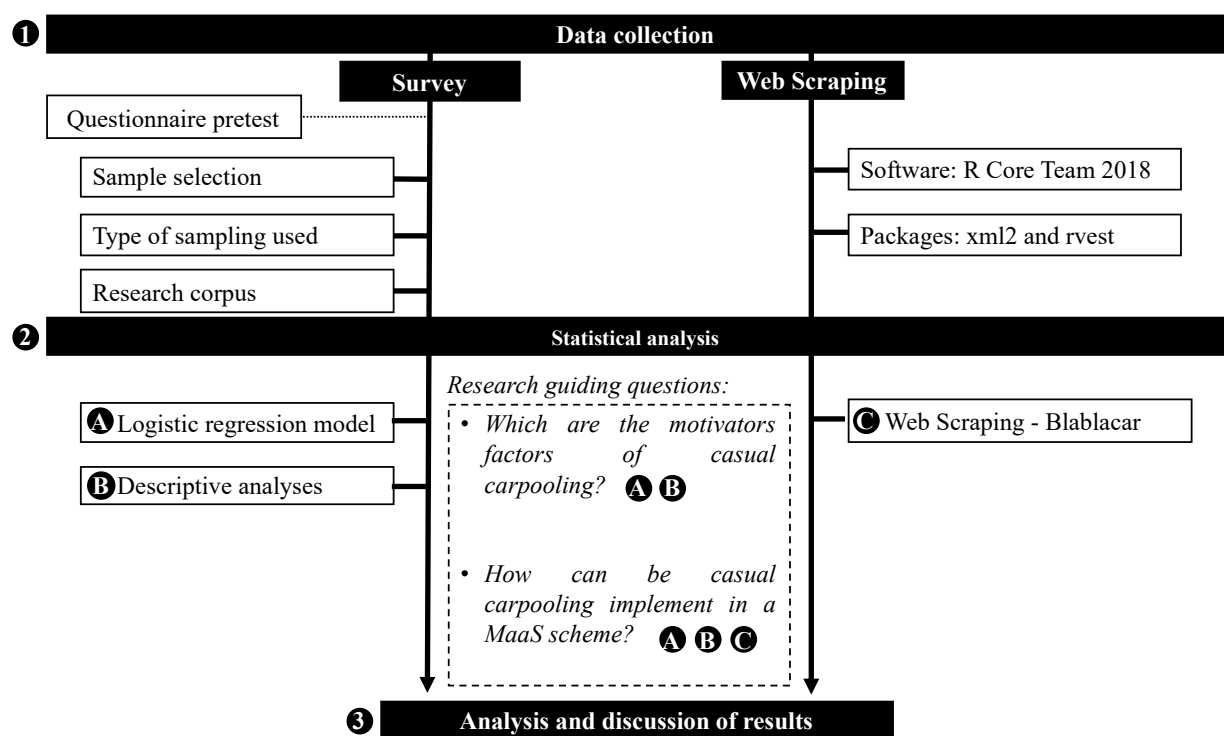 1 Data collection
Survey
Web Scraping
Questionnaire pretest
Sample selection
Type of sampling used
Research corpus
Software: R Core Team 2018
Packages: xml2 and rvest
2 Statistical analysis
A Logistic regression model
B Descriptive analyses
Research guiding questions:
• Which are the motivators
factors of casual
carpooling? A B
• How can be casual
carpooling implement in a
MaaS scheme? A B C
C Web Scraping - Blablacar
3 Analysis and discussion of results